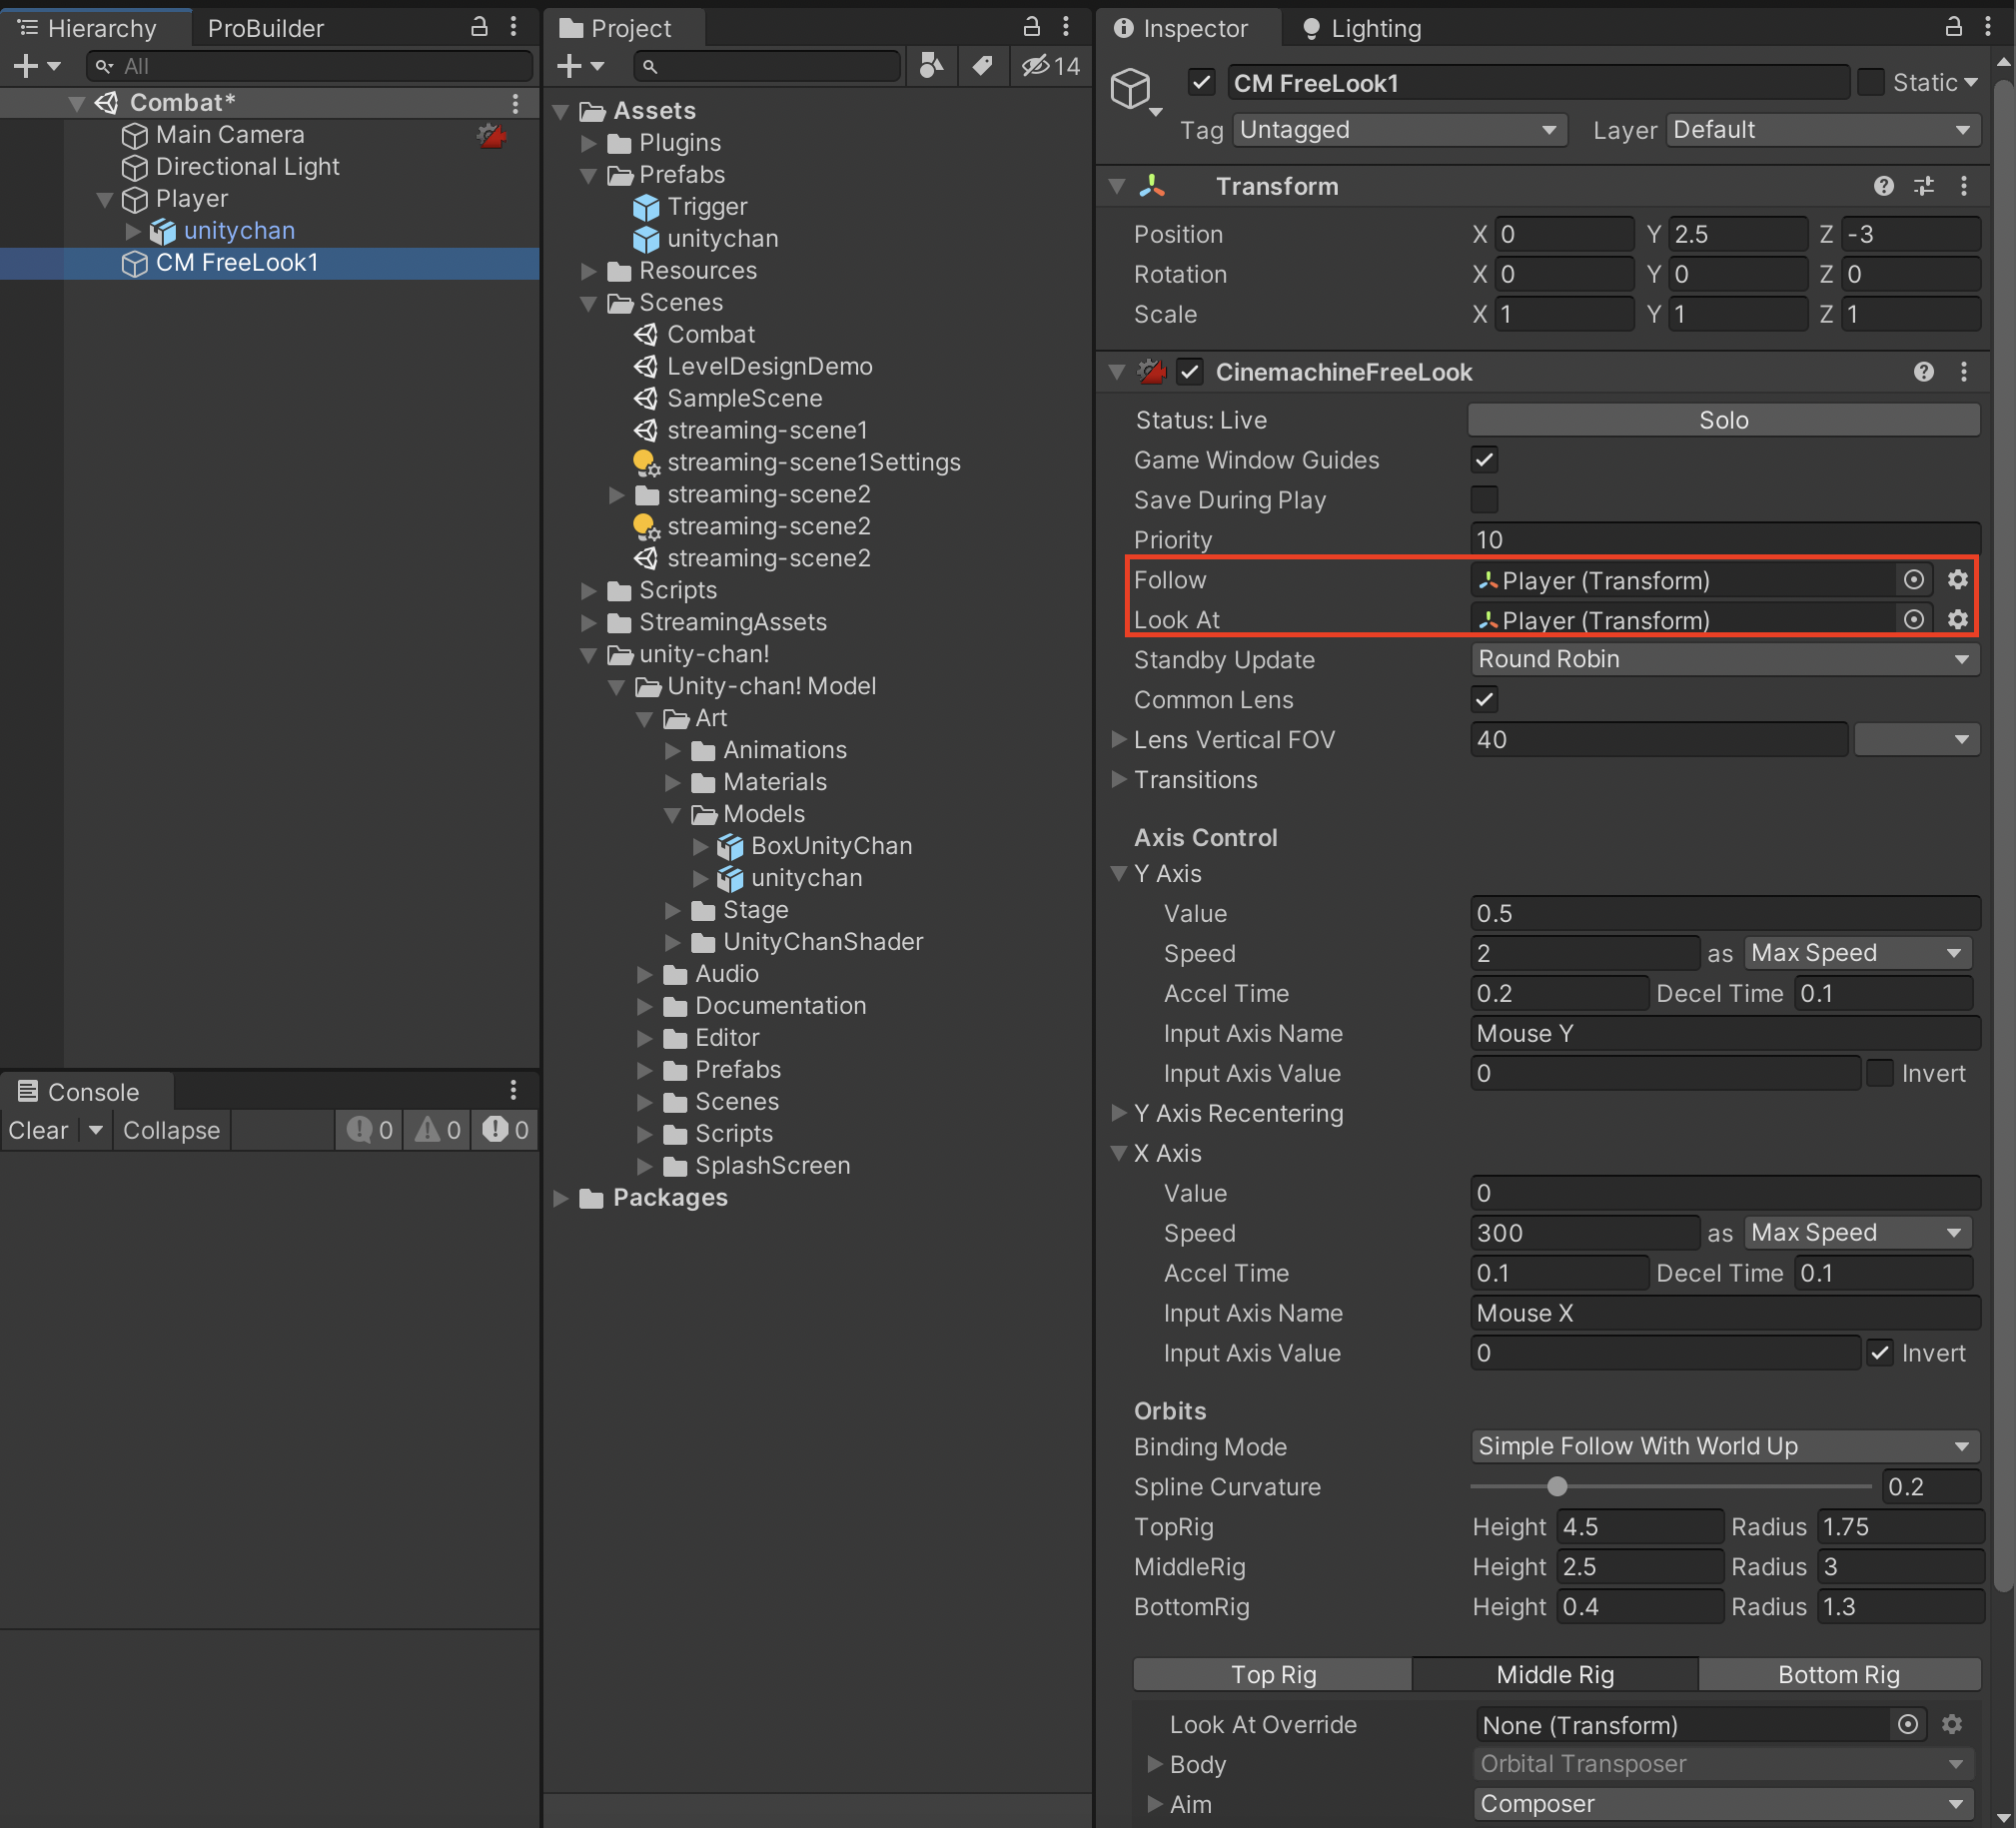 Hierarchy
ProBuilder
All
Combat*
Main Camera
Directional Light
Player
unitychan
CM FreeLook1
Console
Clear
Collapse
0
0
0
Project
14
Assets
Plugins
Prefabs
Trigger
unitychan
Resources
Scenes
Combat
LevelDesignDemo
SampleScene
streaming-scene1
streaming-scene1Settings
streaming-scene2
streaming-scene2
streaming-scene2
Scripts
StreamingAssets
unity-chan!
Unity-chan! Model
Art
Animations
Materials
Models
BoxUnityChan
unitychan
Stage
UnityChanShader
Audio
Documentation
Editor
Prefabs
Scenes
Scripts
SplashScreen
Packages
Inspector
Lighting
CM FreeLook1 Static
Tag Untagged Layer Default
Transform
Position X 0 Y 2.5 Z -3
Rotation X 0 Y 0 Z 0
Scale X 1 Y 1 Z 1
CinemachineFreeLook
Status: Live Solo
Game Window Guides
Save During Play
Priority 10
Follow Player (Transform)
Look At Player (Transform)
Standby Update Round Robin
Common Lens
Lens Vertical FOV 40
Transitions
Axis Control
Y Axis
Value 0.5
Speed 2 as Max Speed
Accel Time 0.2 Decel Time 0.1
Input Axis Name Mouse Y
Input Axis Value 0 Invert
Y Axis Recentering
X Axis
Value 0
Speed 300 as Max Speed
Accel Time 0.1 Decel Time 0.1
Input Axis Name Mouse X
Input Axis Value 0 Invert
Orbits
Binding Mode Simple Follow With World Up
Spline Curvature 0.2
TopRig Height 4.5 Radius 1.75
MiddleRig Height 2.5 Radius 3
BottomRig Height 0.4 Radius 1.3
Top Rig Middle Rig Bottom Rig
Look At Override None (Transform)
Body Orbital Transposer
Aim Composer